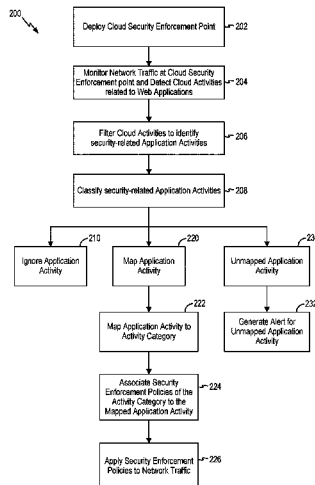 200
Deploy Cloud Security Enforcement Point
202
Monitor Network Traffic at Cloud Security
Enforcement point and Detect Cloud Activities
related to Web Applications
204
Filter Cloud Activities to identify
security-related Application Activities
206
Classify security-related Application Activities
208
210
220
23
Ignore Application
Activity
Map Application
Activity
Unmapped Application
Activity
222
232
Map Application Activity to
Activity Category
Generate Alert for
Unmapped Application
Activity
Associate Security
Enforcement Policies of the
Activity Category to the
Mapped Application Activity
224
Apply Security Enforcement
Policies to Network Traffic
226